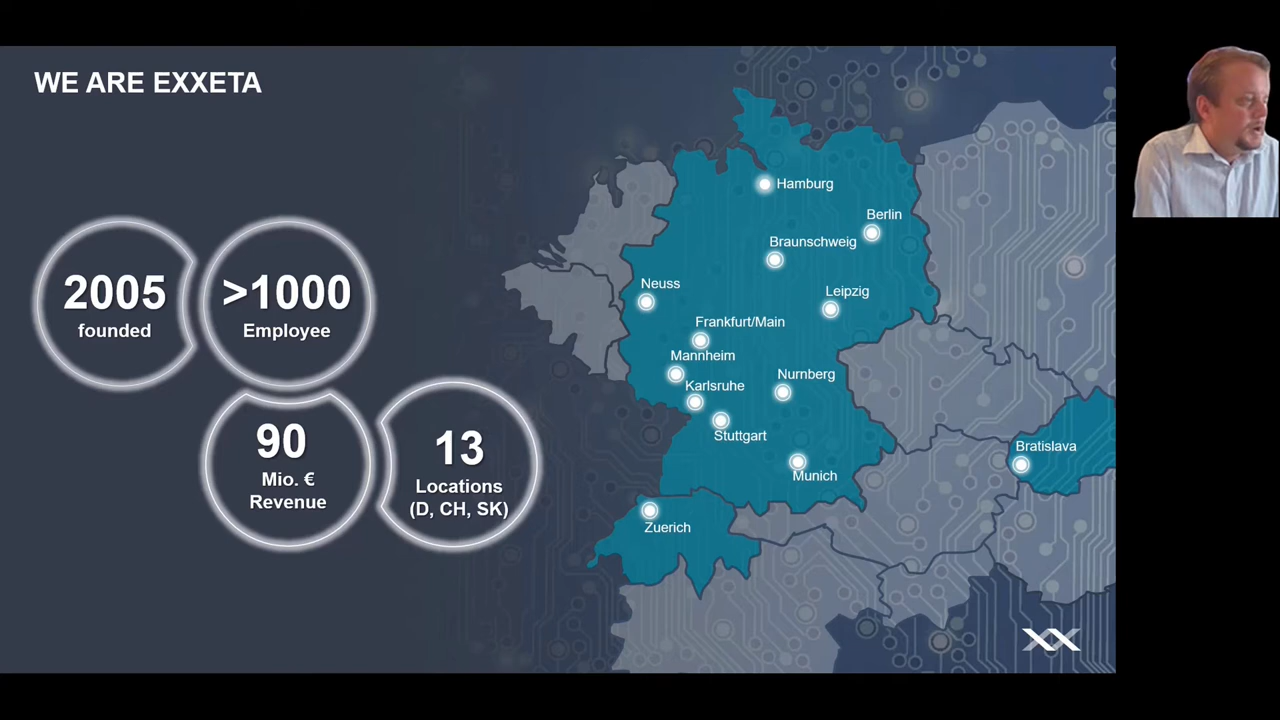 WE ARE EXXETA
2005
founded
>1000
Employee
90
Mio. €
Revenue
13
Locations
(D, CH, SK)
Hamburg
Berlin
Braunschweig
Neuss
Leipzig
Frankfurt/Main
Mannheim
Nurnberg
Karlsruhe
Stuttgart
Munich
Bratislava
Zuerich